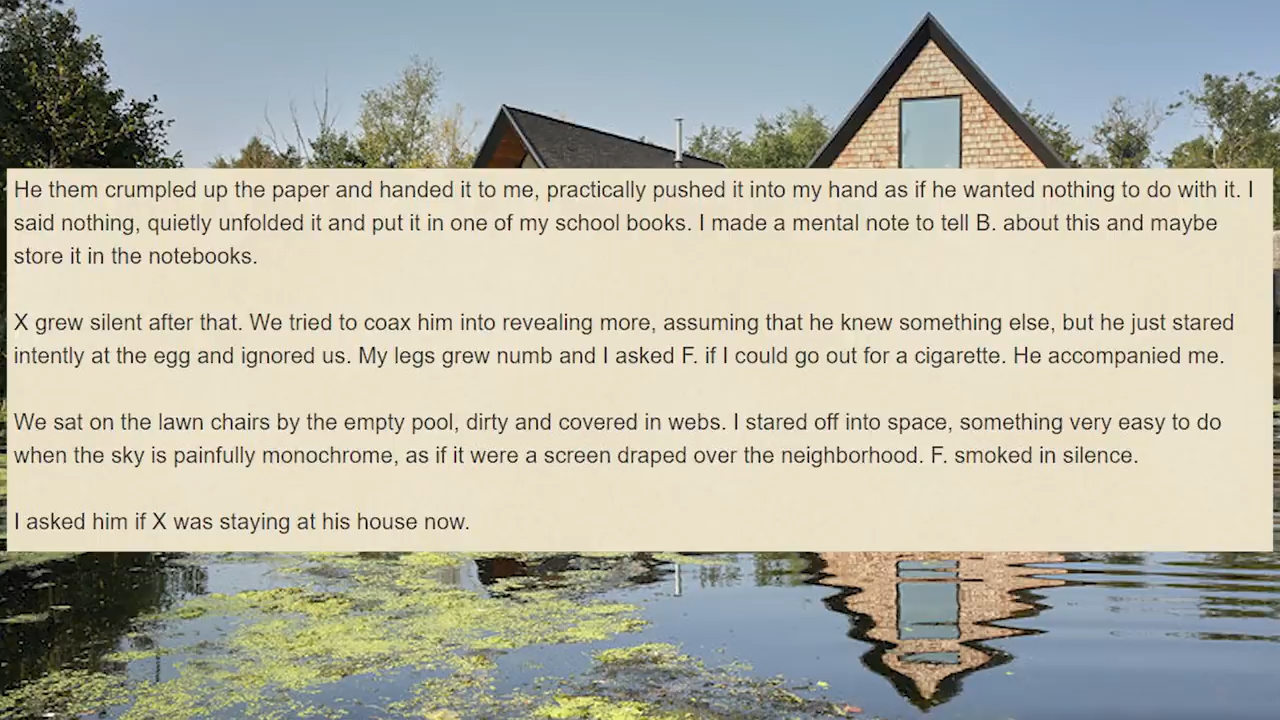 He them crumpled up the paper and handed it to me, practically pushed it into my hand as if he wanted nothing to do with it. I
said nothing, quietly unfolded it and put it in one of my school books. I made a mental note to tell B. about this and maybe
store it in the notebooks.
X grew silent after that. We tried to coax him into revealing more, assuming that he knew something else, but he just stared
intently at the egg and ignored us. My legs grew numb and I asked F. if I could go out for a cigarette. He accompanied me.
We sat on the lawn chairs by the empty pool, dirty and covered in webs. I stared off into space, something very easy to do
when the sky is painfully monochrome, as if it were a screen draped over the neighborhood. F. smoked in silence.
I asked him if X was staying at his house now.